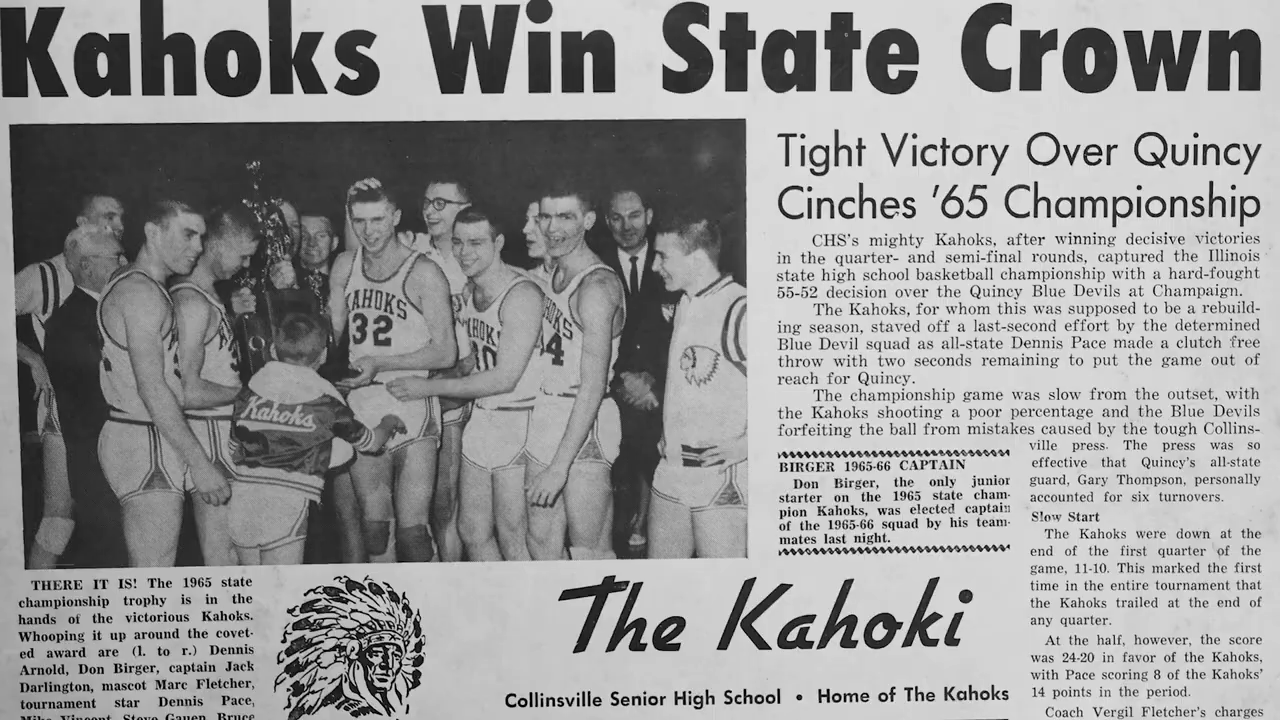 Kahoks Win State Crown
KAHOKS
32
Kahoks
Tight Victory Over Quincy
Cinches '65 Championship
CHS's mighty Kahoks, after winning decisive victories
in the quarter- and semi-final rounds, captured the Illinois
state high school basketball championship with a hard-fought
55-52 decision over the Quincy Blue Devils at Champaign.
The Kahoks, for whom this was supposed to be a rebuild-
ing season, staved off a last-second effort by the determined
Blue Devil squad as all-state Dennis Pace made a clutch free
throw with two seconds remaining to put the game out of
reach for Quincy.
The championship game was slow from the outset, with
the Kahoks shooting a poor percentage and the Blue Devils
forfeiting the ball from mistakes caused by the tough Collins-
ville press. The press was so
effective that Quincy's all-state
guard, Gary Thompson, personally
accounted for six turnovers.
Slow Start
The Kahoks were down at the
end of the first quarter of the
game, 11-10. This marked the first
time in the entire tournament that
the Kahoks trailed at the end of
any quarter.
At the half, however, the score
was 24-20 in favor of the Kahoks,
with Pace scoring 8 of the Kahoks'
14 points in the period.
Coach Vergil Fletcher's charges
BIRGER 1965-66 CAPTAIN
Don Birger, the only junior
starter on the 1965 state cham-
pion Kahoks, was elected captain
of the 1965-66 squad by his team-
mates last night.
THERE IT IS! The 1965 state
championship trophy is in the
hands of the victorious Kahoks.
Whooping it up around the covet-
ed award are (l. to r.) Dennis
Arnold, Don Birger, captain Jack
Darlington, mascot Marc Fletcher,
tournament star Dennis Pace,
Mike Vincent, Steve Gauen, Bruce
The Kahoki
Collinsville Senior High School • Home of The Kahoks